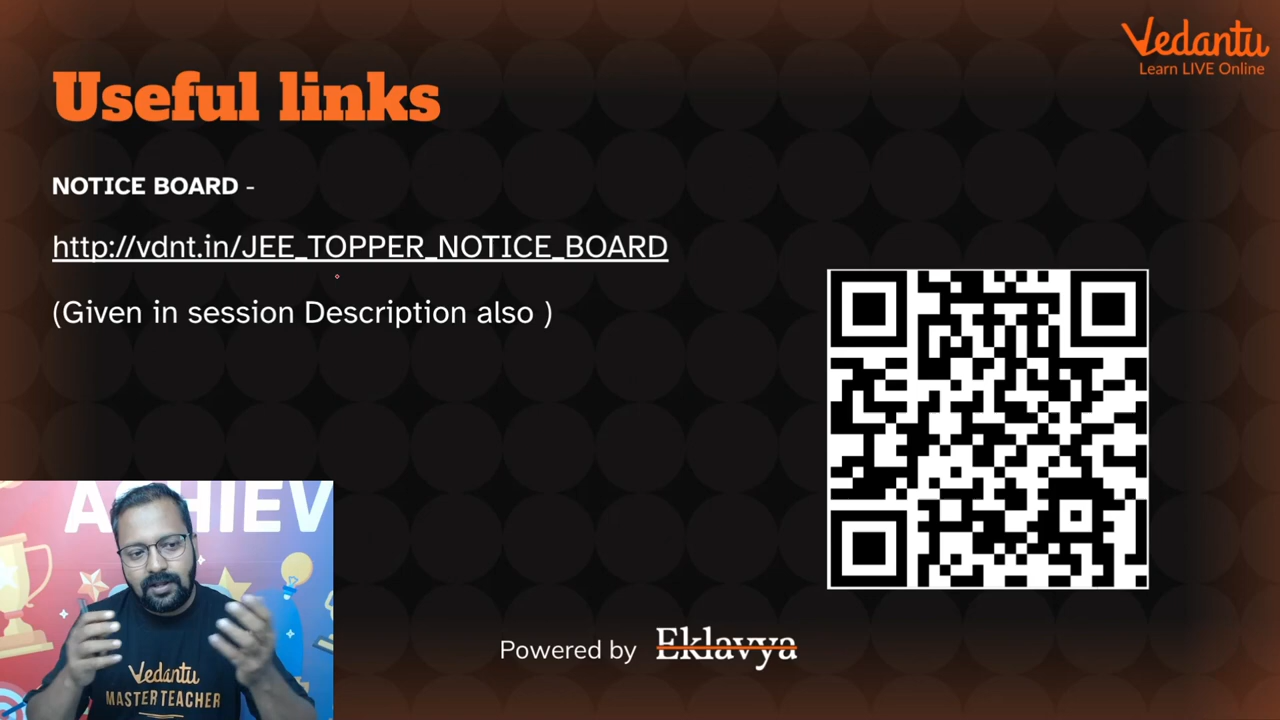 Vedantu
Learn LIVE Online
Useful links
NOTICE BOARD -
http://vdnt.in/JEE_TOPPER_NOTICE_BOARD
(Given in session Description also )
ACHIEV
Vedantu
MASTER TEACHER
Powered by Eklavya